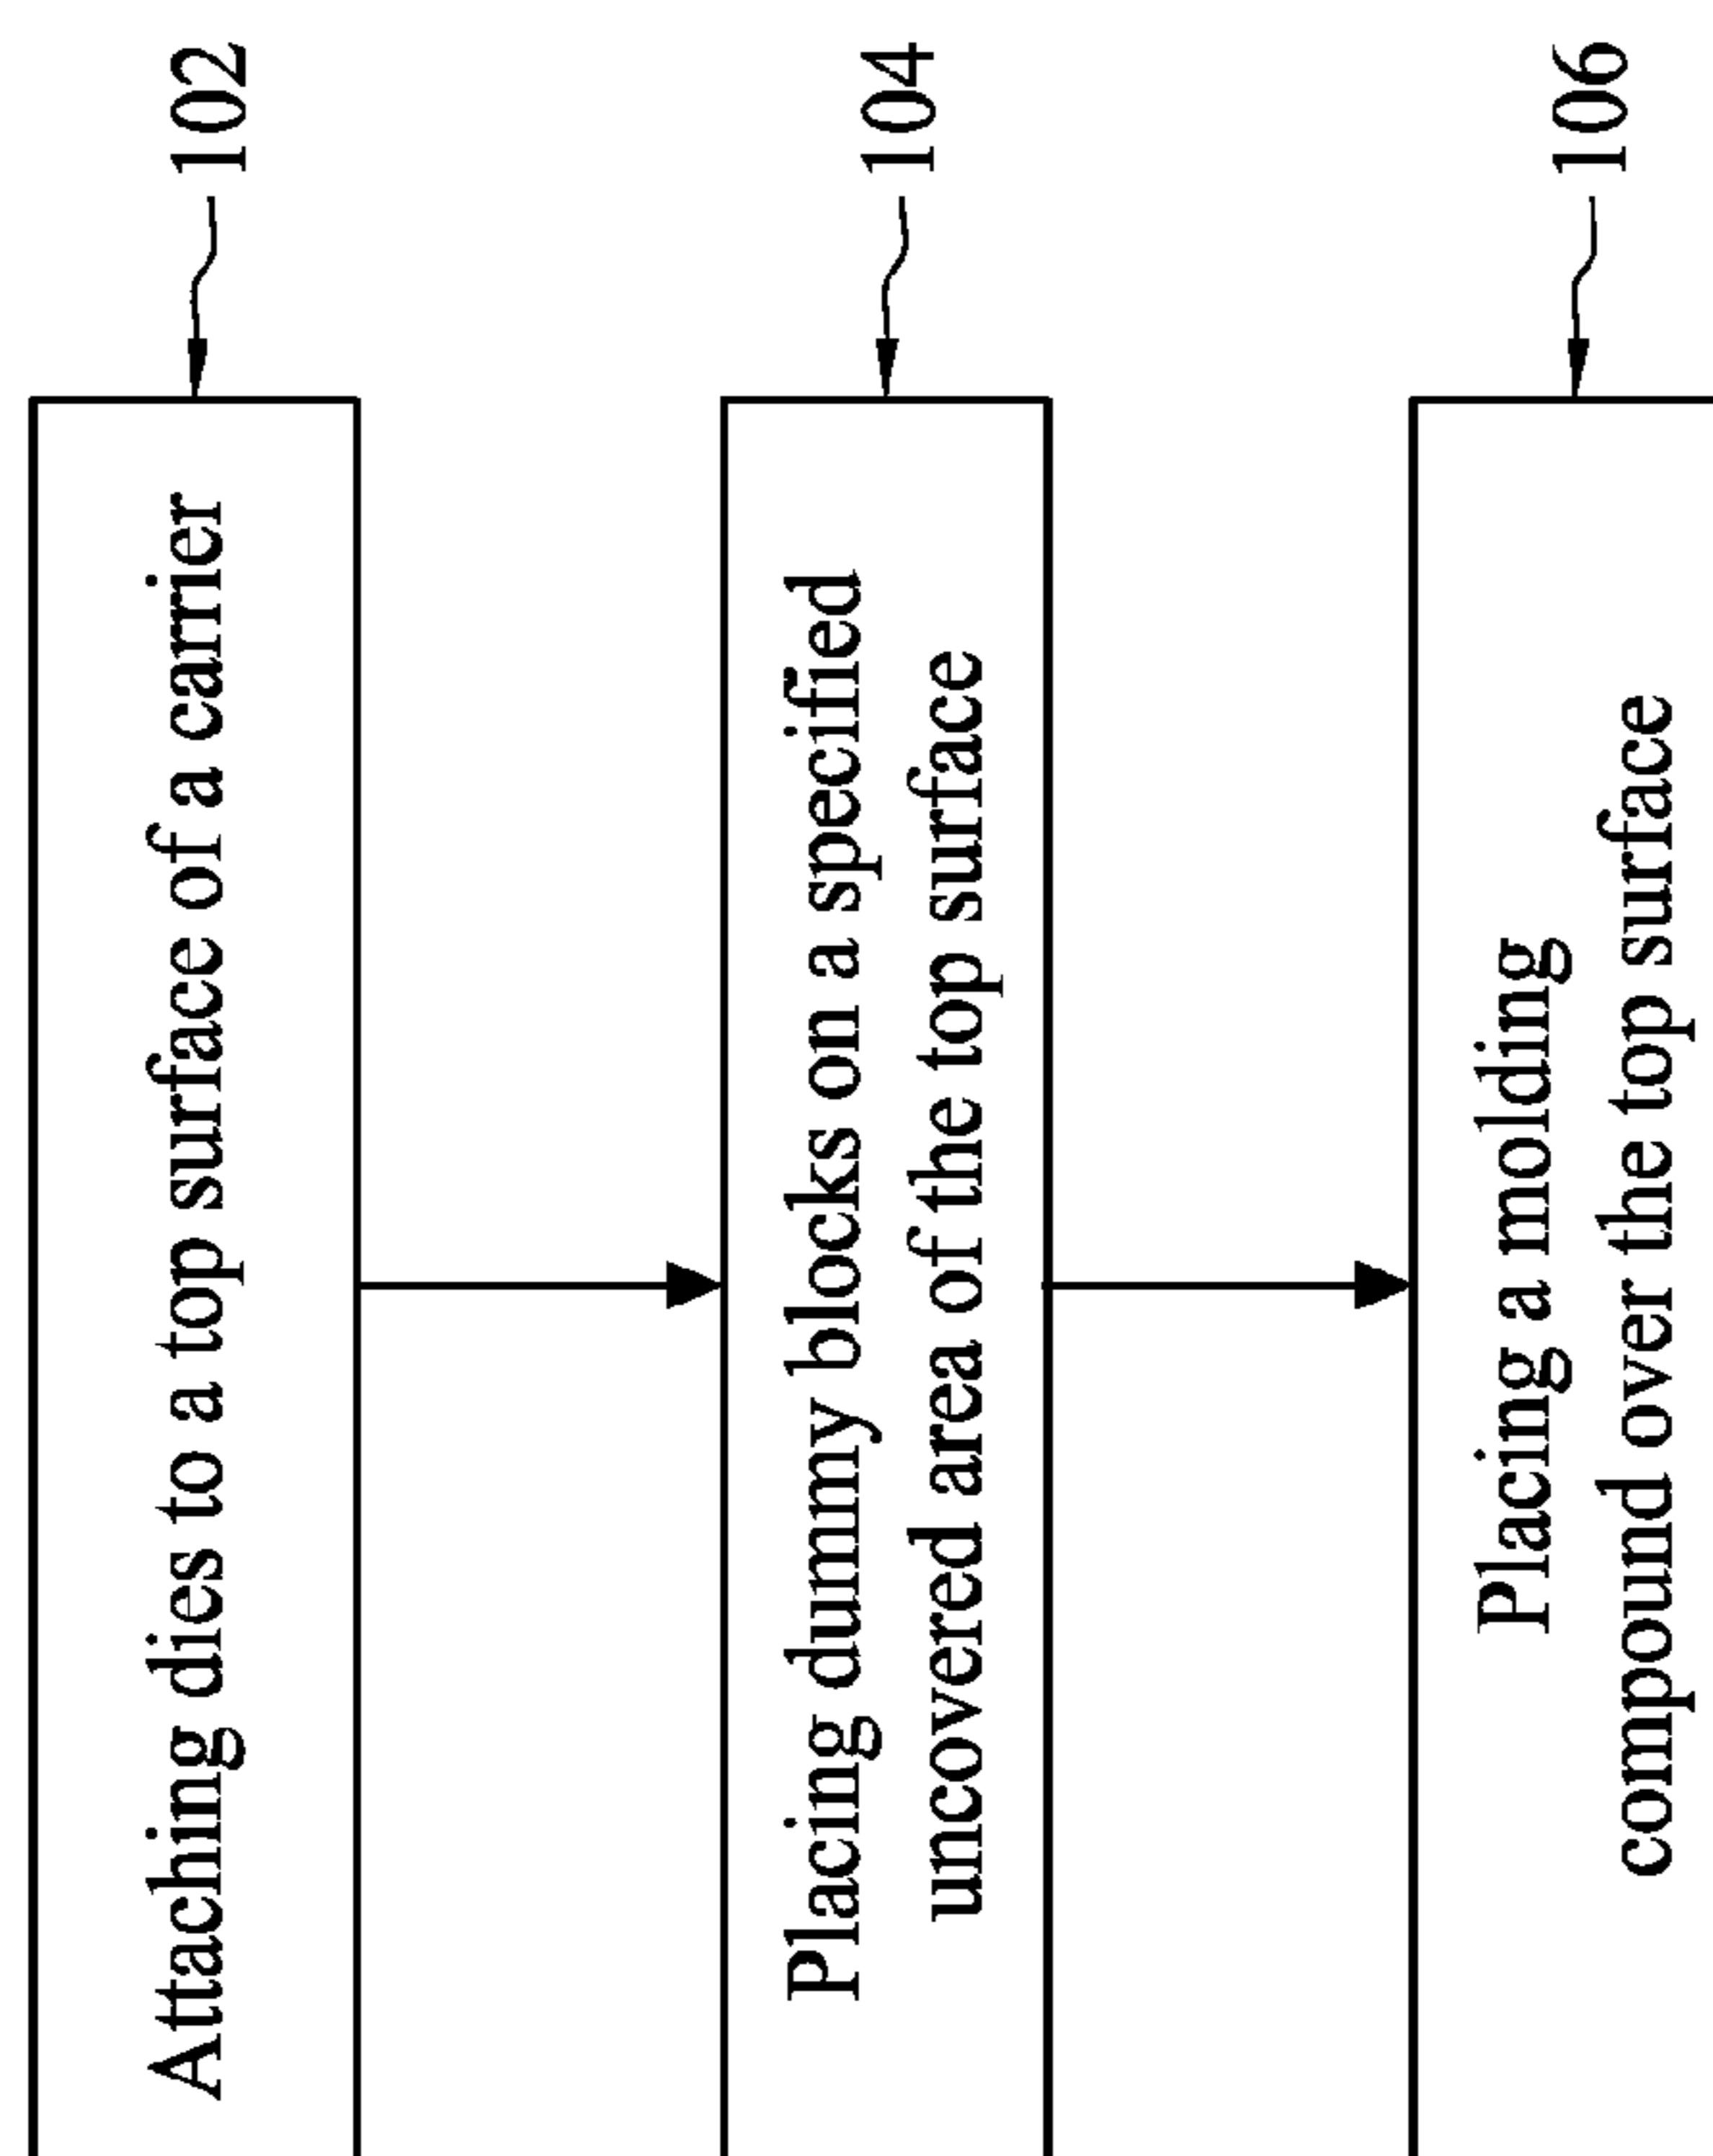 Attaching dies to a top surface of a carrier
102
Placing dummy blocks on a specified
uncovered area of the top surface
104
Placing a molding
compound over the top surface
106